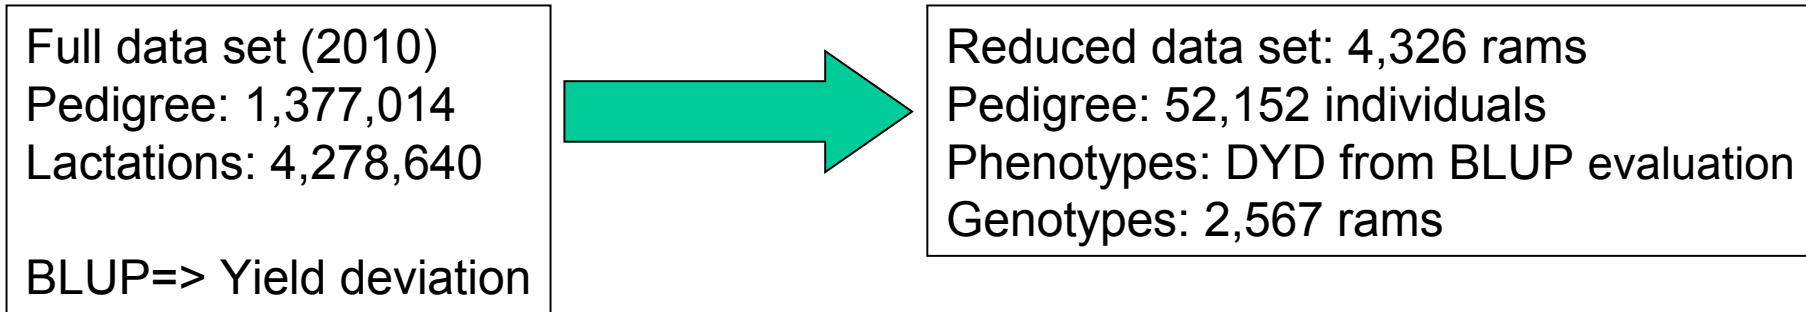 Full data set (2010)
Pedigree: 1,377,014
Lactations: 4,278,640
BLUP=> Yield deviation
Reduced data set: 4,326 rams
Pedigree: 52,152 individuals
Phenotypes: DYD from BLUP evaluation
Genotypes: 2,567 rams